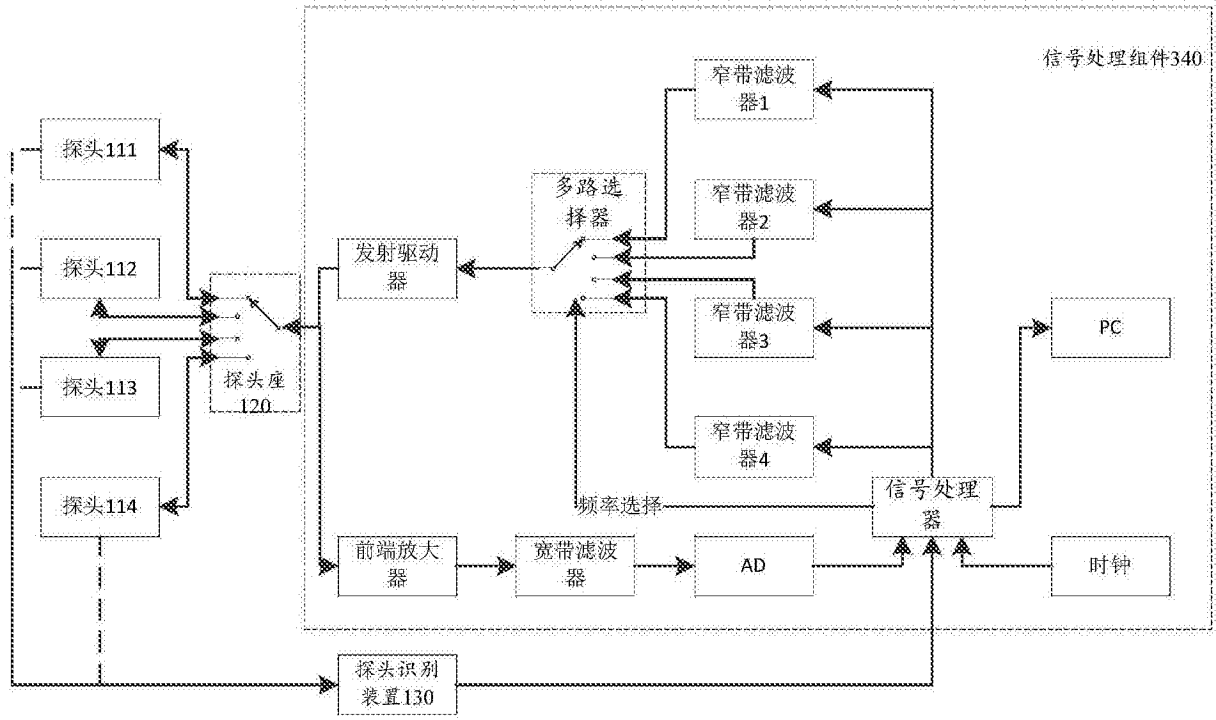 信号处理组件340
窄带滤波
器1
探头111
多路选
择器
窄带滤波
器2
发射驱动
器
探头112
窄带滤波
器3
PC
探头113
探头座
120
窄带滤波
器4
探头114
频率选择
信号处理
器
前端放大
器
宽带滤波
器
AD
时钟
探头识别
装置130